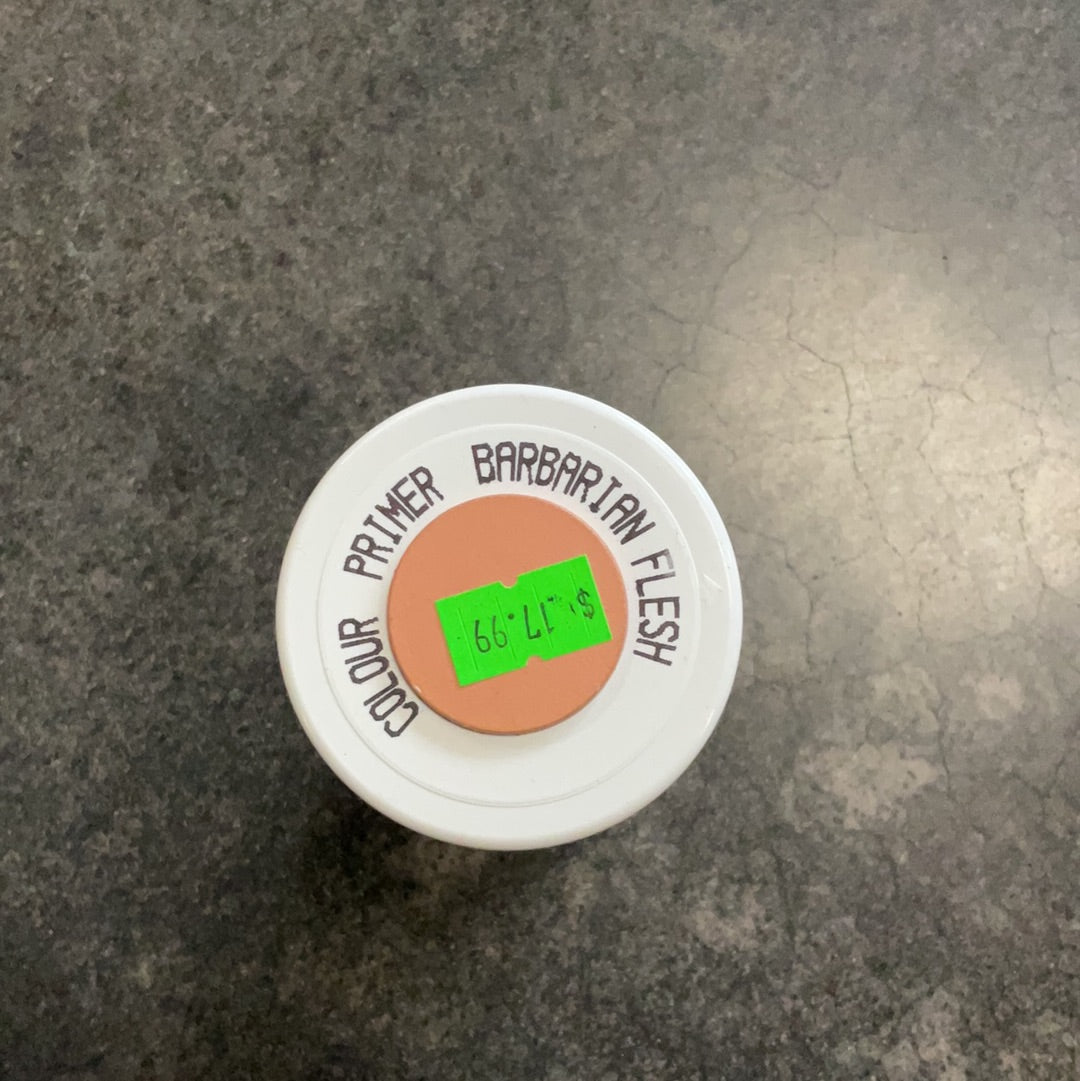 COLOUR PRIMER BARBARIAN FLESH
$ 17.99